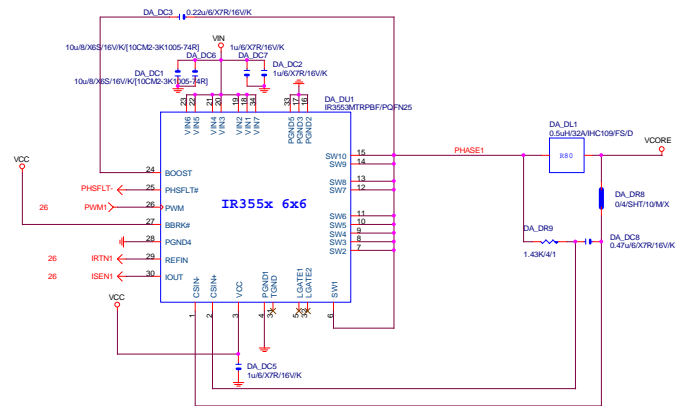 DA_DC3
0.22u/6/X7R/16V/K
VIN
10u/8/X6S/16V/K/[10CM2-3K1005-74R]
DA_DC6
1u/6/X7R/16V/K
DA_DC7
DA_DC1
10u/8/X6S/16V/K/[10CM2-3K1005-74R]
DA_DC2
1u/6/X7R/16V/K
DA_DU1
IR3553MTRPBF/PQFN25
23
22
21
20
19
18
34
33
17
16
VIN6
VIN5
VIN4
VIN3
VIN2
VIN1
VIN7
PGND5
PGND3
PGND2
VCC
24
BOOST
PHSFLT-
25
PHSFLT#
26
PWM1
26
PWM
27
BBRK#
28
PGND4
26
IRTN1
29
REFIN
26
ISEN1
30
IOUT
IR355x 6x6
SW10
15
SW9
14
SW8
13
SW7
12
SW6
11
SW5
10
SW4
9
SW3
8
SW2
7
PHASE1
DA_DL1
0.5uH/32A/IHC109/FS/D
R80
VCORE
DA_DR8
0/4/SHT/10/M/X
DA_DR9
1.43K/4/1
DA_DC8
0.47u/6/X7R/16V/K
CSIN-
CSIN+
VCC
PGND1
TGND
LGATE1
LGATE2
SW1
1
2
3
4
5
6
VCC
DA_DC5
1u/6/X7R/16V/K